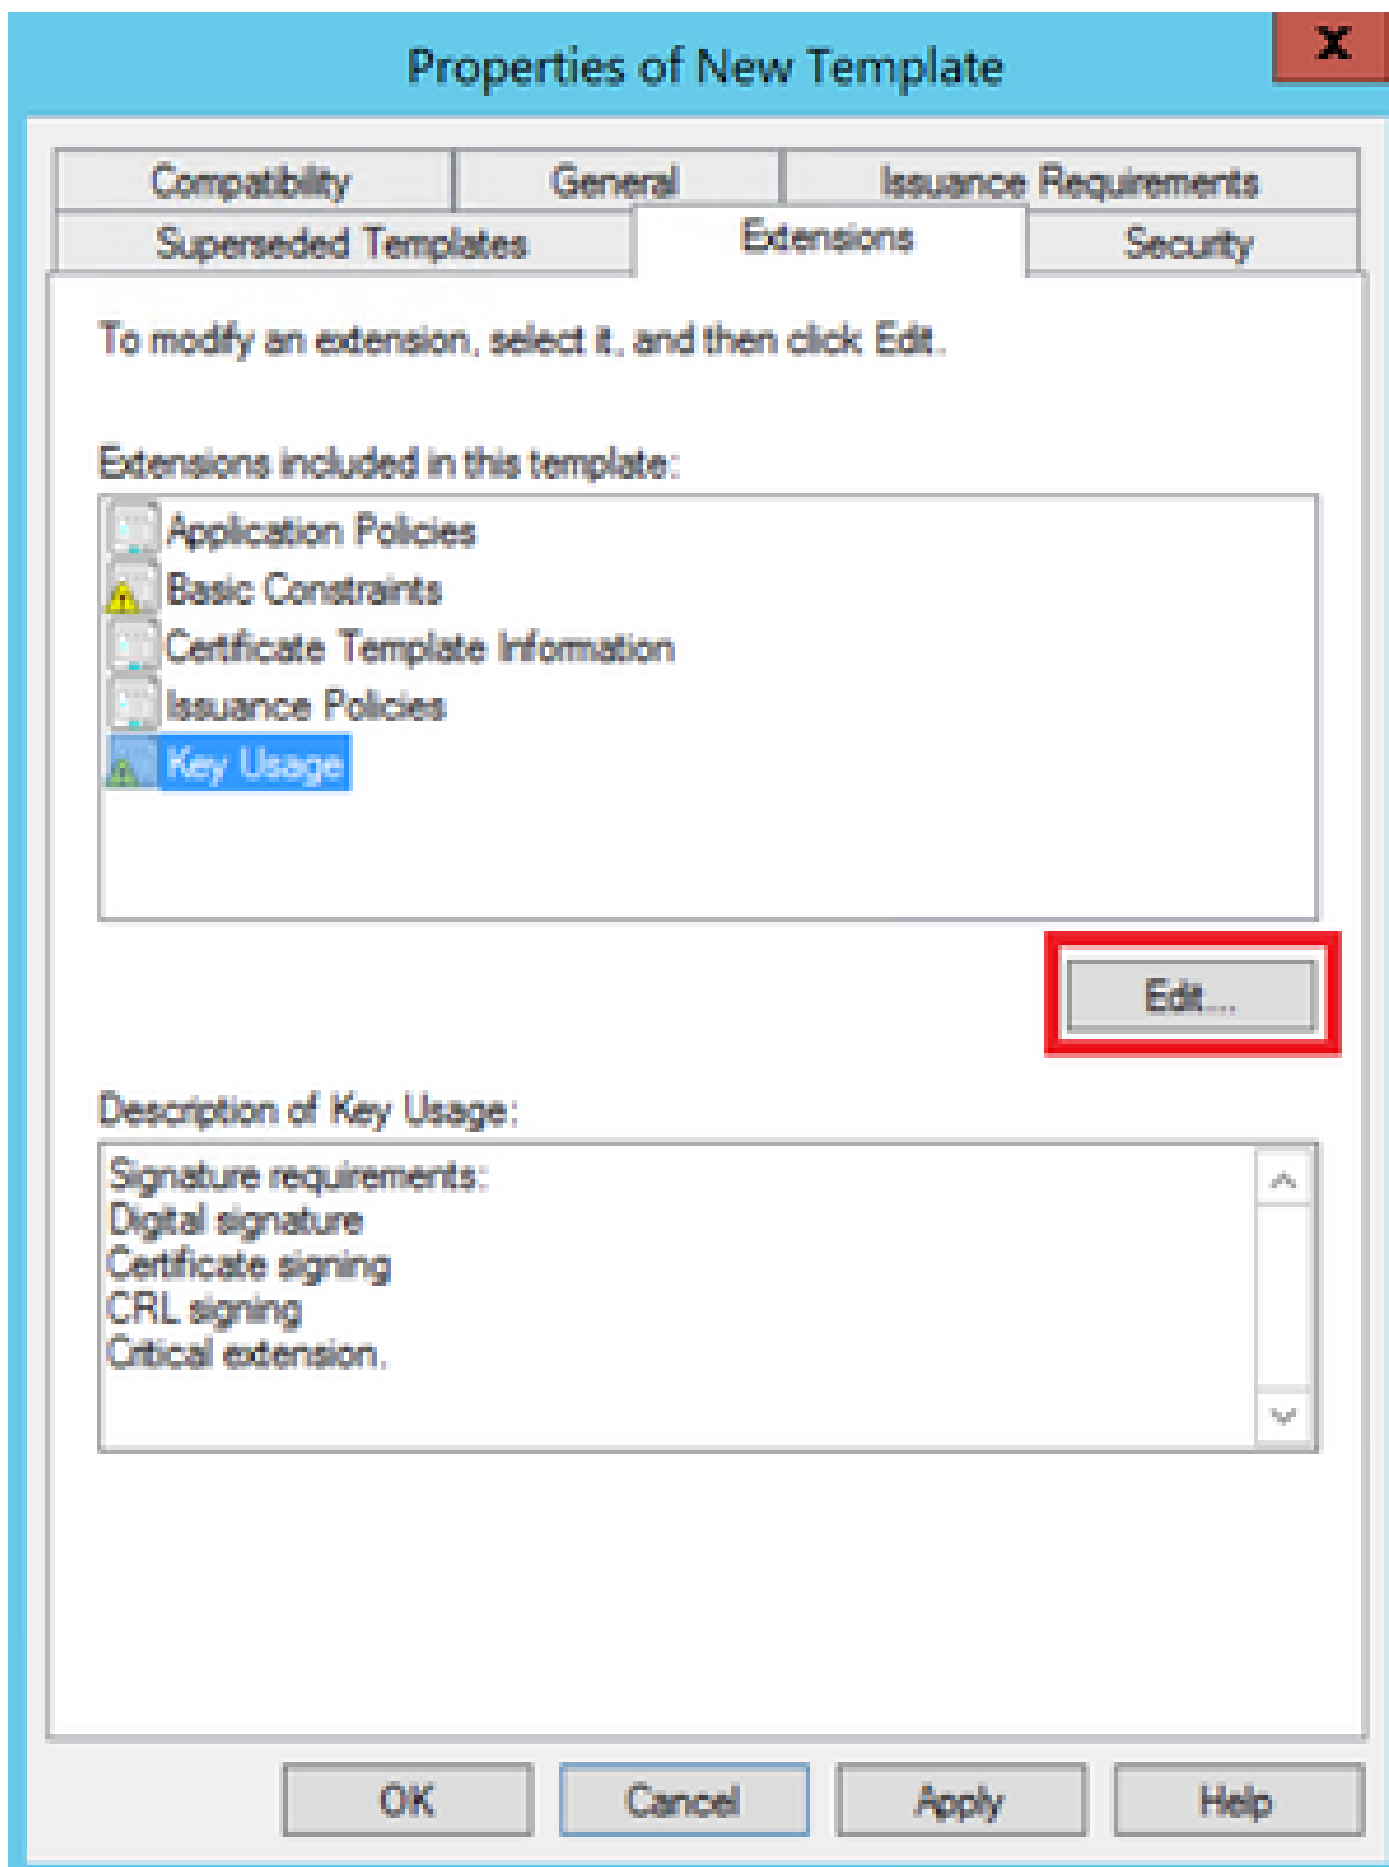 Properties of New Template
x
Compatibility General Issuance Requirements
Superseded Templates Extensions Security
To modify an extension, select it, and then click Edit.
Extensions included in this template:
Application Policies
Basic Constraints
Certificate Template Information
Issuance Policies
Key Usage
Edit...
Description of Key Usage:
Signature requirements:
Digital signature
Certificate signing
CRL signing
Critical extension.
OK Cancel Apply Help